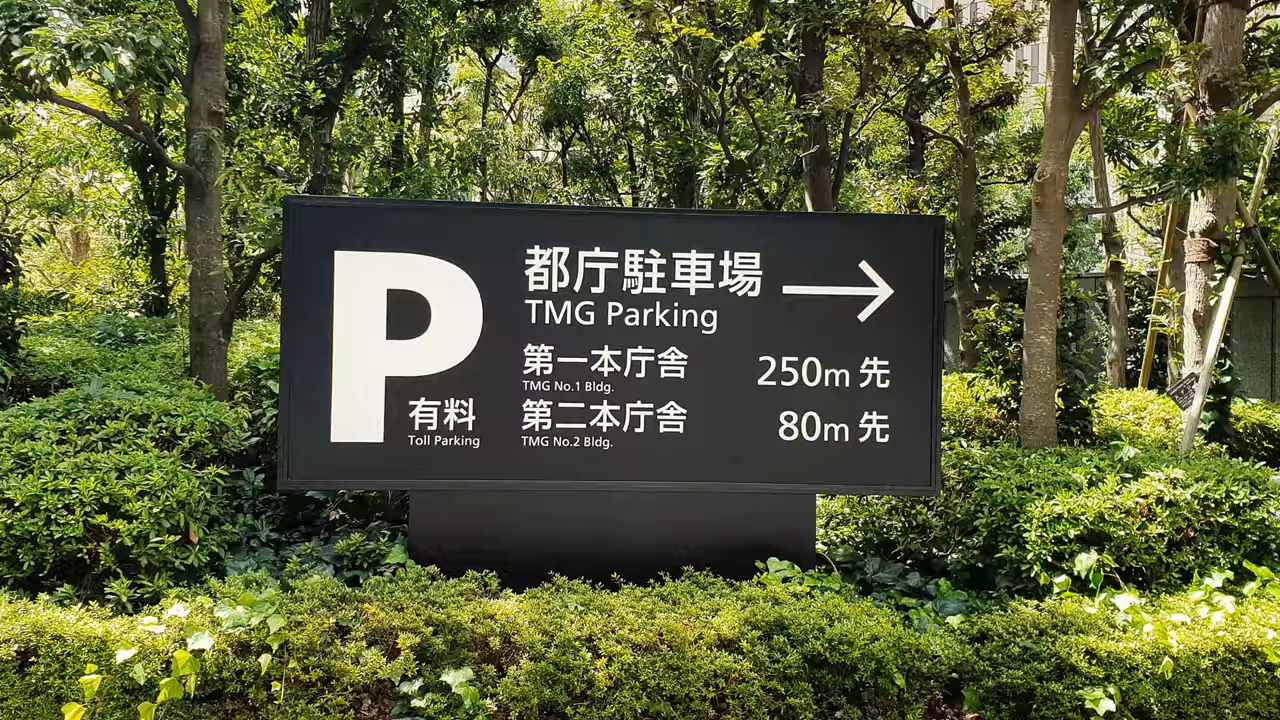 P
有料
Toll Parking
都庁駐車場 →
TMG Parking
第一本庁舎 250m 先
TMG No.1 Bldg.
第二本庁舎 80m 先
TMG No.2 Bldg.